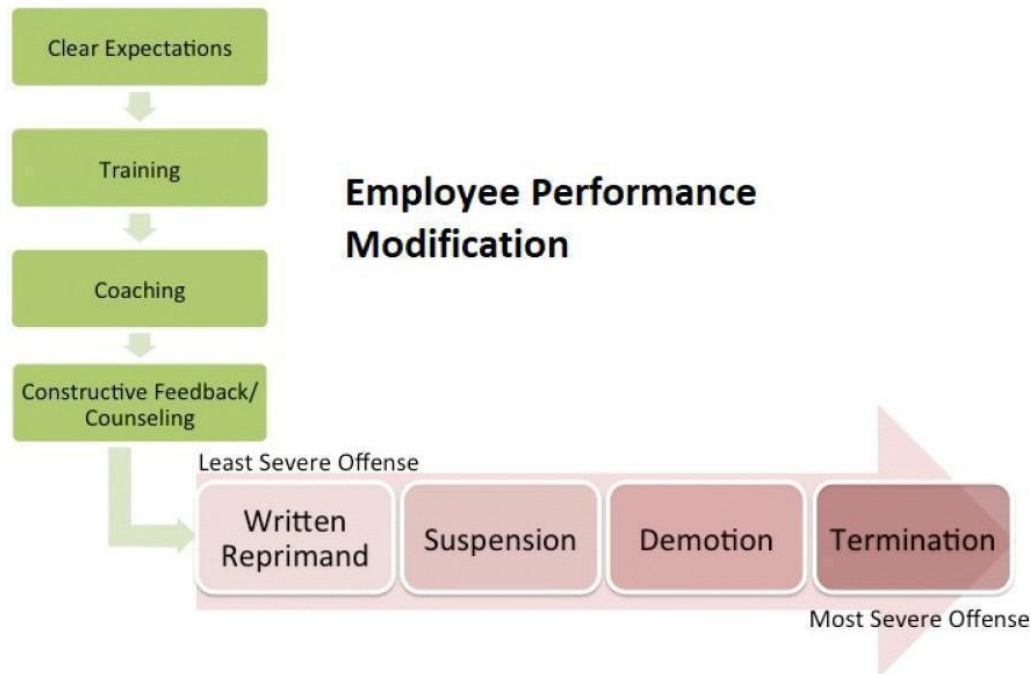 Clear Expectations
Training
Employee Performance
Modification
Coaching
Constructive Feedback/
Counseling
Least Severe Offense
Written
Reprimand
Suspension
Demotion
Termination
Most Severe Offense